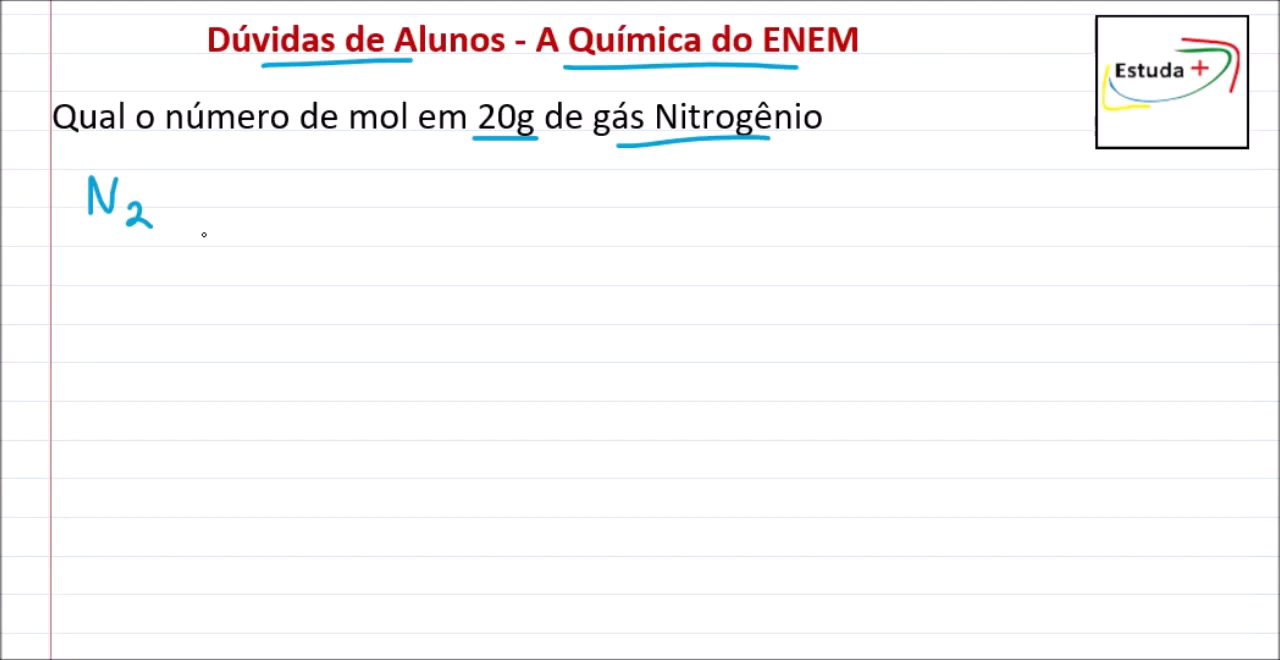 Dúvidas de Alunos - A Química do ENEM
Estuda +
Qual o número de mol em 20g de gás Nitrogênio
N2